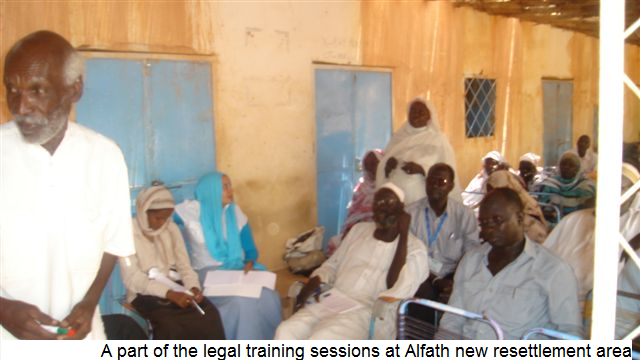 A part of the legal training sessions at Alfath new resettlement area